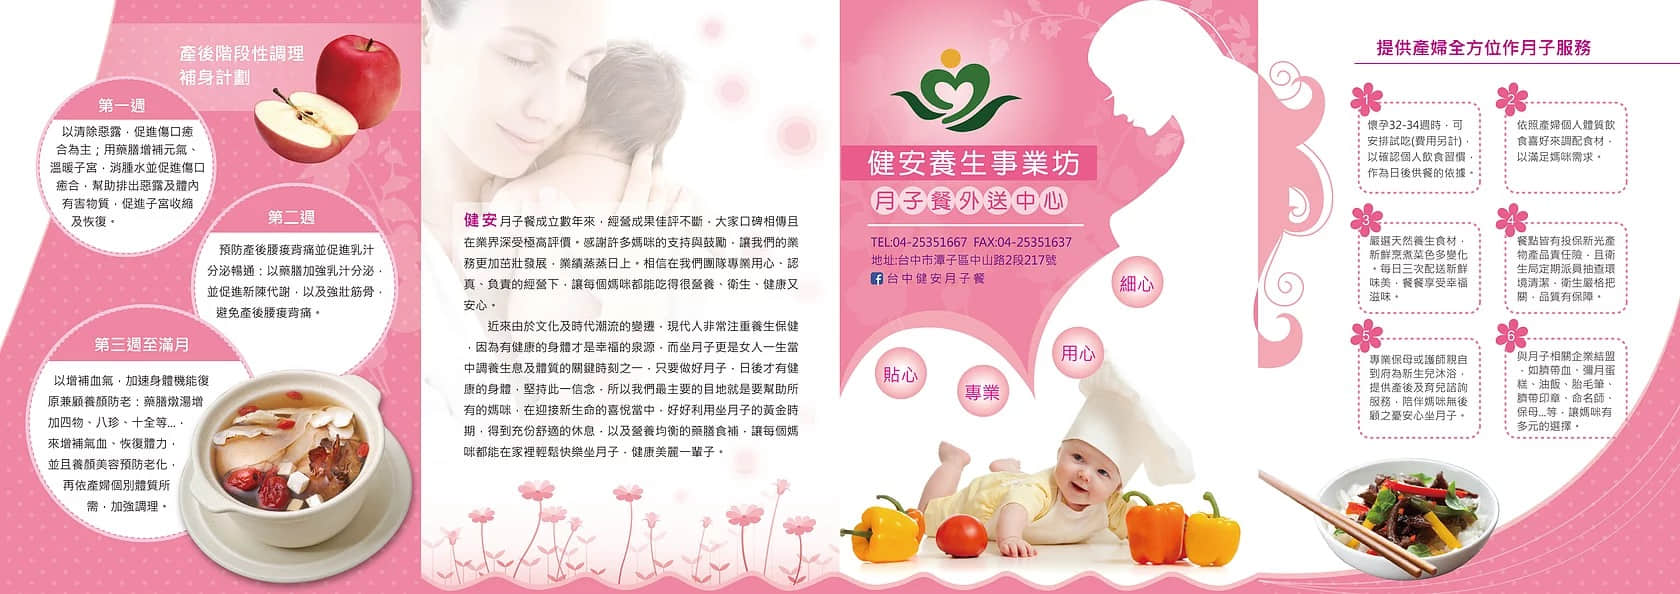 產後階段性調理
補身計劃
第一週
以清除惡露，促進傷口癒
合為主；用藥膳增補元氣、
溫暖子宮，消腫水並促進傷口
癒合，幫助排出惡露及體內
有害物質，促進子宮收縮
及恢復。
第二週
預防產後腰痠背痛並促進乳汁
分泌暢通：以藥膳加強乳汁分泌，
並促進新陳代謝，以及強壯筋骨，
避免產後腰痠背痛。
第三週至滿月
以增補血氣，加速身體機能復
原兼顧養顏防老：藥膳燉湯增
加四物、八珍、十全等...，
來增補氣血、恢復體力，
並且養顏美容預防老化，
再依產婦個別體質所
需，加強調理。
健安月子餐成立數年來，經營成果佳評不斷，大家口碑相傳且
在業界深受極高評價。感謝許多媽咪的支持與鼓勵，讓我們的業
務更加茁壯發展，業績蒸蒸日上。相信在我們團隊專業用心、認
真、負責的經營下，讓每個媽咪都能吃得很營養、衛生、健康又
安心。
近來由於文化及時代潮流的變遷，現代人非常注重養生保健
，因為有健康的身體才是幸福的泉源，而坐月子更是女人一生當
中調養生息及體質的關鍵時刻之一，只要做好月子，日後才有健
康的身體，堅持此一信念，所以我們最主要的目地就是要幫助所
有的媽咪，在迎接新生命的喜悅當中，好好利用坐月子的黃金時
期，得到充份舒適的休息，以及營養均衡的藥膳食補，讓每個媽
咪都能在家裡輕鬆快樂坐月子，健康美麗一輩子。
健安養生事業坊
月子餐外送中心
TEL:04-25351667 FAX:04-25351637
地址:台中市潭子區中山路2段217號
台中健安月子餐
細心
用心
貼心
專業
提供產婦全方位作月子服務
1
懷孕32-34週時，可
安排試吃(費用另計)，
以確認個人飲食習慣，
作為日後供餐的依據。
2
依照產婦個人體質飲
食喜好來調配食材，
以滿足媽咪需求。
3
嚴選天然養生食材，
新鮮烹煮菜色多變化
。每日三次配送新鮮
味美，餐餐享受幸福
滋味。
4
餐點皆有投保新光產
物產品責任險，且衛
生局定期派員抽查環
境清潔，衛生嚴格把
關，品質有保障。
5
專業保母或護師親自
到府為新生兒沐浴，
提供產後及育兒諮詢
服務，陪伴媽咪無後
顧之憂安心坐月子。
6
與月子相關企業結盟
，如臍帶血、彌月蛋
糕、油飯、胎毛筆、
臍帶印章、命名師、
保母...等，讓媽咪有
多元的選擇。